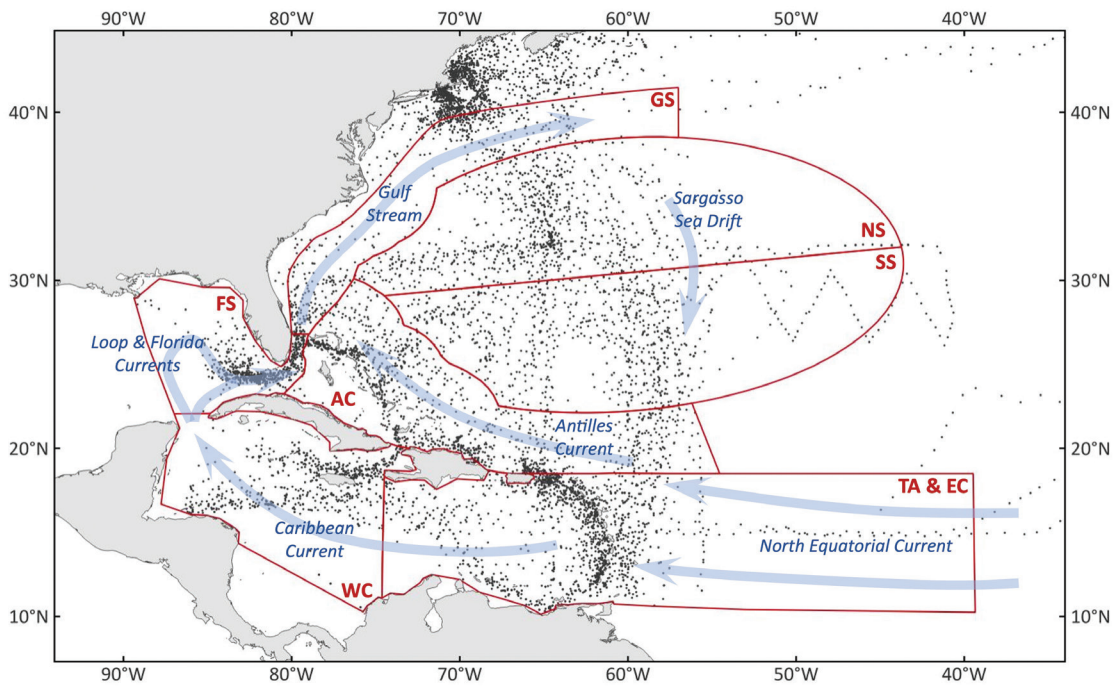 90°W 80°W 70°W 60°W 50°W 40°W
40°N 40°N
GS
Gulf
Stream
Sargasso
Sea Drift
NS
SS
30°N 30°N
FS
Loop & Florida
Currents
AC
Antilles
Current
20°N 20°N
TA & EC
Caribbean
Current
North Equatorial Current
WC
10°N 10°N
90°W 80°W 70°W 60°W 50°W 40°W